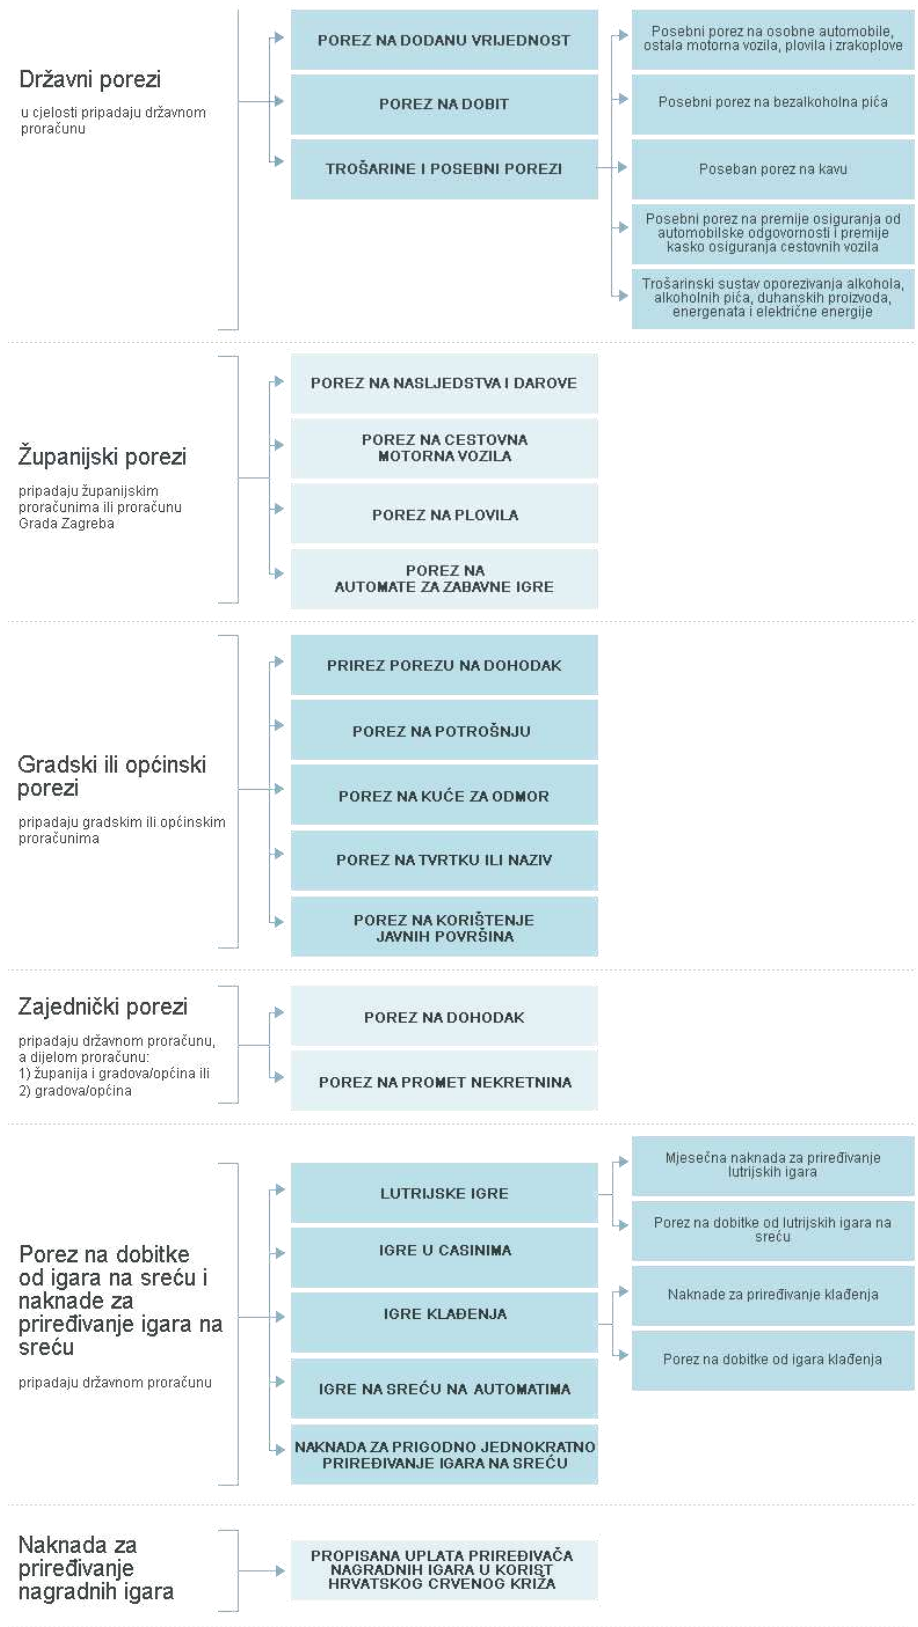 Državni porezi
u cjelosti pripadaju državnom
proračunu
POREZ NA DODANU VRIJEDNOST
POREZ NA DOBIT
TROŠARINE I POSEBNI POREZI
Posebni porez na osobne automobile,
ostala motorna vozila, plovila i zrakoplove
Posebni porez na bezalkoholna pića
Poseban porez na kavu
Posebni porez na premije osiguranja od
automobilske odgovornosti i premije
kasko osiguranja cestovnih vozila
Trošarinski sustav oporezivanja alkohola,
alkoholnih pića, duhanskih proizvoda,
energenata i električne energije
Županijski porezi
pripadaju županijskim
proračunima ili proračunu
Grada Zagreba
POREZ NA NASLJEDSTVA I DAROVE
POREZ NA CESTOVNA
MOTORNA VOZILA
POREZ NA PLOVILA
POREZ NA
AUTOMATE ZA ZABAVNE IGRE
Gradski ili općinski
porezi
pripadaju gradskim ili općinskim
proračunima
PRIREZ POREZU NA DOHODAK
POREZ NA POTROŠNJU
POREZ NA KUĆE ZA ODMOR
POREZ NA TVRTKU ILI NAZIV
POREZ NA KORIŠTENJE
JAVNIH POVRŠINA
Zajednički porezi
pripadaju državnom proračunu,
a dijelom proračunu:
1) županija i gradova/općina ili
2) gradova/općina
POREZ NA DOHODAK
POREZ NA PROMET NEKRETNINA
Porez na dobitke
od igara na sreću i
naknade za
priređivanje igara na
sreću
pripadaju državnom proračunu
LUTRIJSKE IGRE
IGRE U CASINIMA
IGRE KLAĐENJA
IGRE NA SREĆU NA AUTOMATIMA
NAKNADA ZA PRIGODNO JEDNOKRATNO
PRIREĐIVANJE IGARA NA SREĆU
Mjesečna naknada za priređivanje
lutrijskih igara
Porez na dobitke od lutrijskih igara na
sreću
Naknade za priređivanje klađenja
Porez na dobitke od igara klađenja
Naknada za
priređivanje
nagradnih igara
PROPISANA UPLATA PRIREĐIVAČA
NAGRADNIH IGARA U KORIST
HRVATSKOG CRVENOG KRIŽA